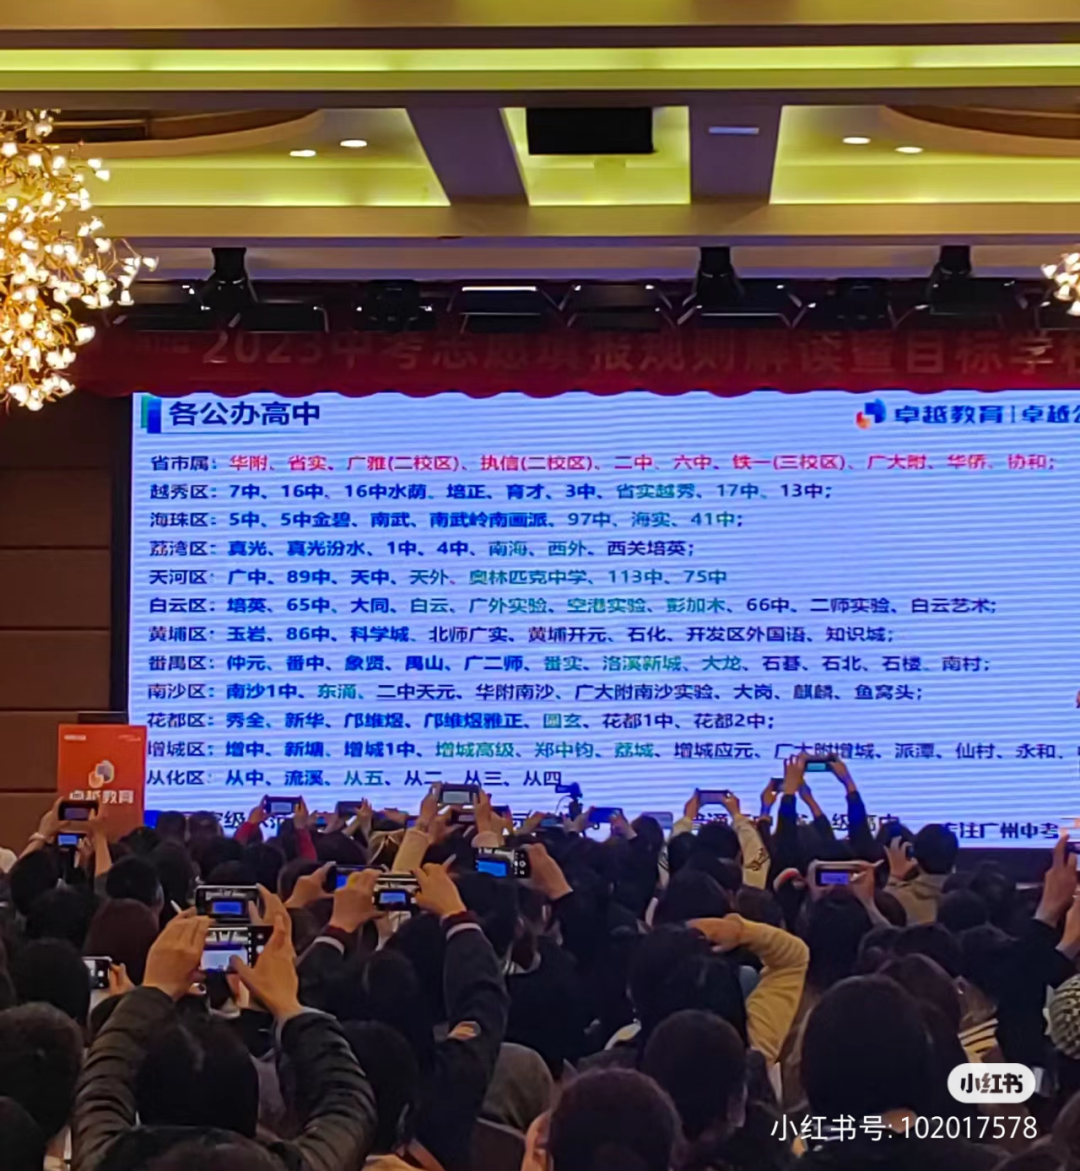 2023中考志愿填报规则解读暨目标学校
各公办高中
卓越教育|卓越公
省市属：华附、省实、广雅(二校区)、执信(二校区)、二中、六中、铁一(三校区)、广大附、华侨、协和；
越秀区：7中、16中、16中水荫、培正、育才、3中、省实越秀、17中、13中；
海珠区：5中、5中金碧、南武、南武岭南画派、97中、海实、41中；
荔湾区：真光、真光汾水、1中、4中、南海、西外、西关培英；
天河区：广中、89中、天中、天外、奥林匹克中学、113中、75中
白云区：培英、65中、大同、白云、广外实验、空港实验、彭加木、66中、二师实验、白云艺术；
黄埔区：玉岩、86中、科学城、北师广实、黄埔开元、石化、开发区外国语、知识城；
番禺区：仲元、番中、象贤、禺山、广二师、番实、洛溪新城、大龙、石碁、石北、石楼、南村；
南沙区：南沙1中、东涌、二中天元、华附南沙、广大附南沙实验、大岗、麒麟、鱼窝头；
花都区：秀全、新华、邝维煜、邝维煜雅正、圆玄、花都1中、花都2中；
增城区：增中、新塘、增城1中、增城高级、郑中钧、荔城、增城应元、广大附增城、派潭、仙村、永和、
从化区：从中、流溪、从五、从二、从三、从四
卓越教育
专注广州中考
小红书
小红书号: 102017578